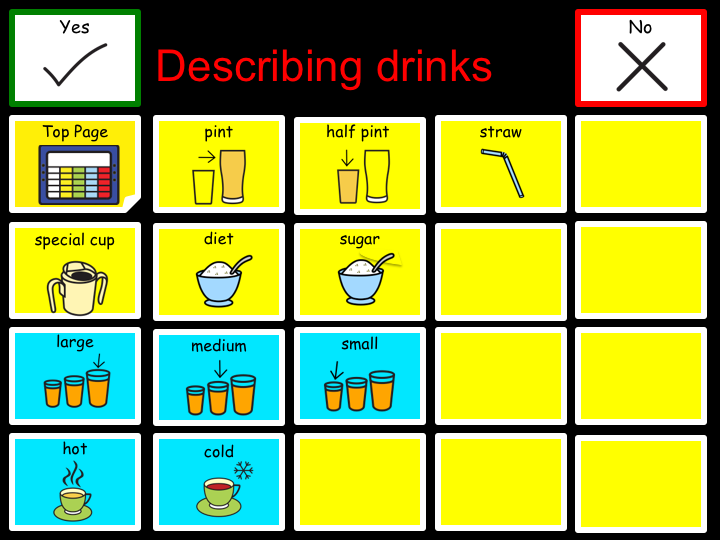 Yes
Describing drinks
No
Top Page
pint
half pint
straw
special cup
diet
sugar
large
medium
small
hot
cold